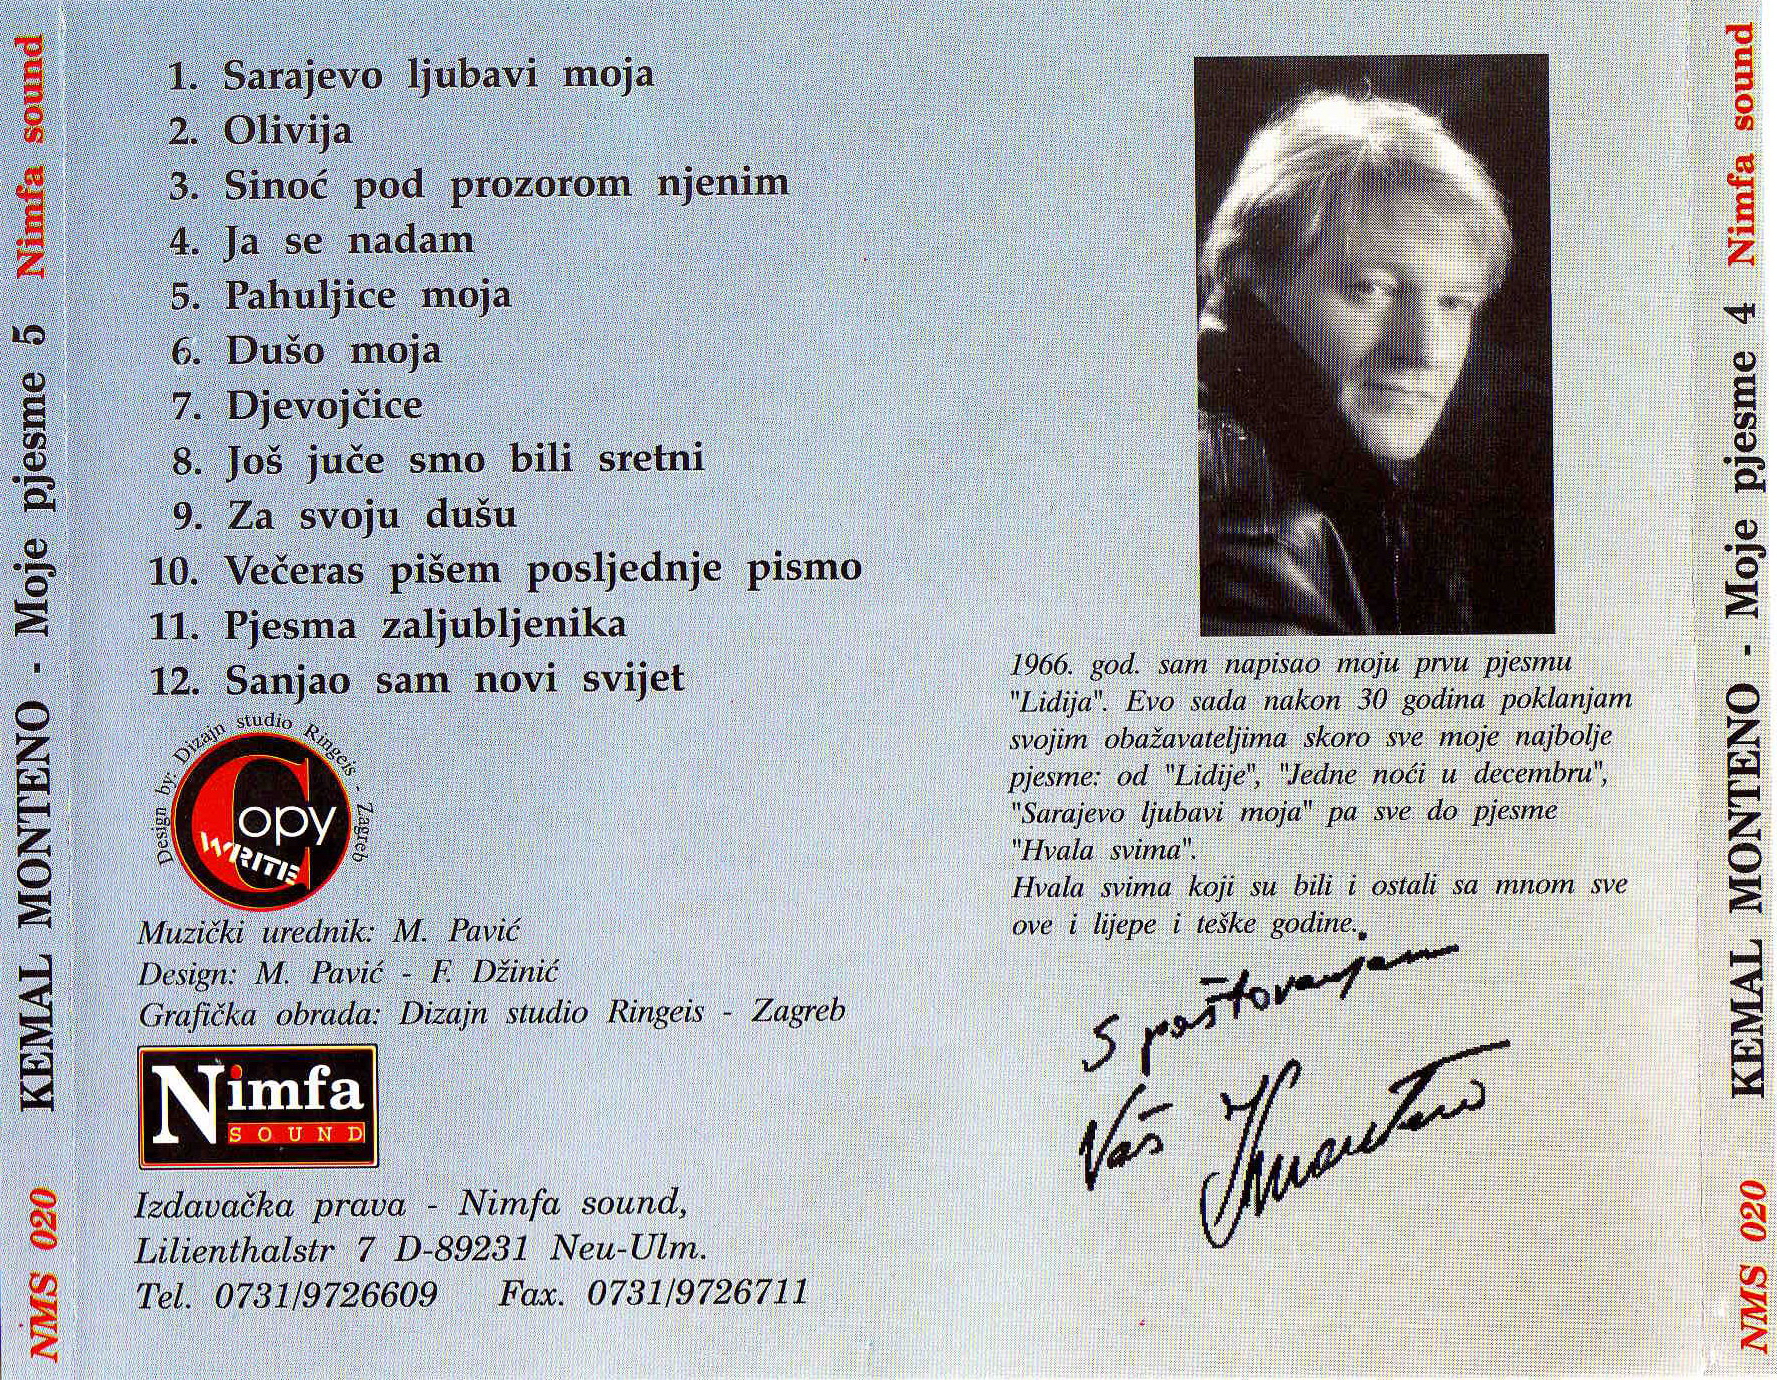 Nimfa sound
KEMAL MONTENO - Moje pjesme 5
NMS 020
1. Sarajevo ljubavi moja
2. Olivija
3. Sinoć pod prozorom njenim
4. Ja se nadam
5. Pahuljice moja
6. Dušo moja
7. Djevojčice
8. Još juče smo bili sretni
9. Za svoju dušu
10. Večeras pišem posljednje pismo
11. Pjesma zaljubljenika
12. Sanjao sam novi svijet
Design by: Dizajn studio Ringeis - Zagreb
Copy
WRITE
Muzički urednik: M. Pavić
Design: M. Pavić - F. Džinić
Grafička obrada: Dizajn studio Ringeis - Zagreb
Nimfa
SOUND
Izdavačka prava - Nimfa sound,
Lilienthalstr 7 D-89231 Neu-Ulm.
Tel. 0731/9726609 Fax. 0731/9726711
1966. god. sam napisao moju prvu pjesmu
"Lidija". Evo sada nakon 30 godina poklanjam
svojim obažavateljima skoro sve moje najbolje
pjesme: od "Lidije", "Jedne noći u decembru",
"Sarajevo ljubavi moja" pa sve do pjesme
"Hvala svima".
Hvala svima koji su bili i ostali sa mnom sve
ove i lijepe i teške godine.
S poštovanjem
Vaš KMonteno
Nimfa sound
KEMAL MONTENO - Moje pjesme 4
NMS 020